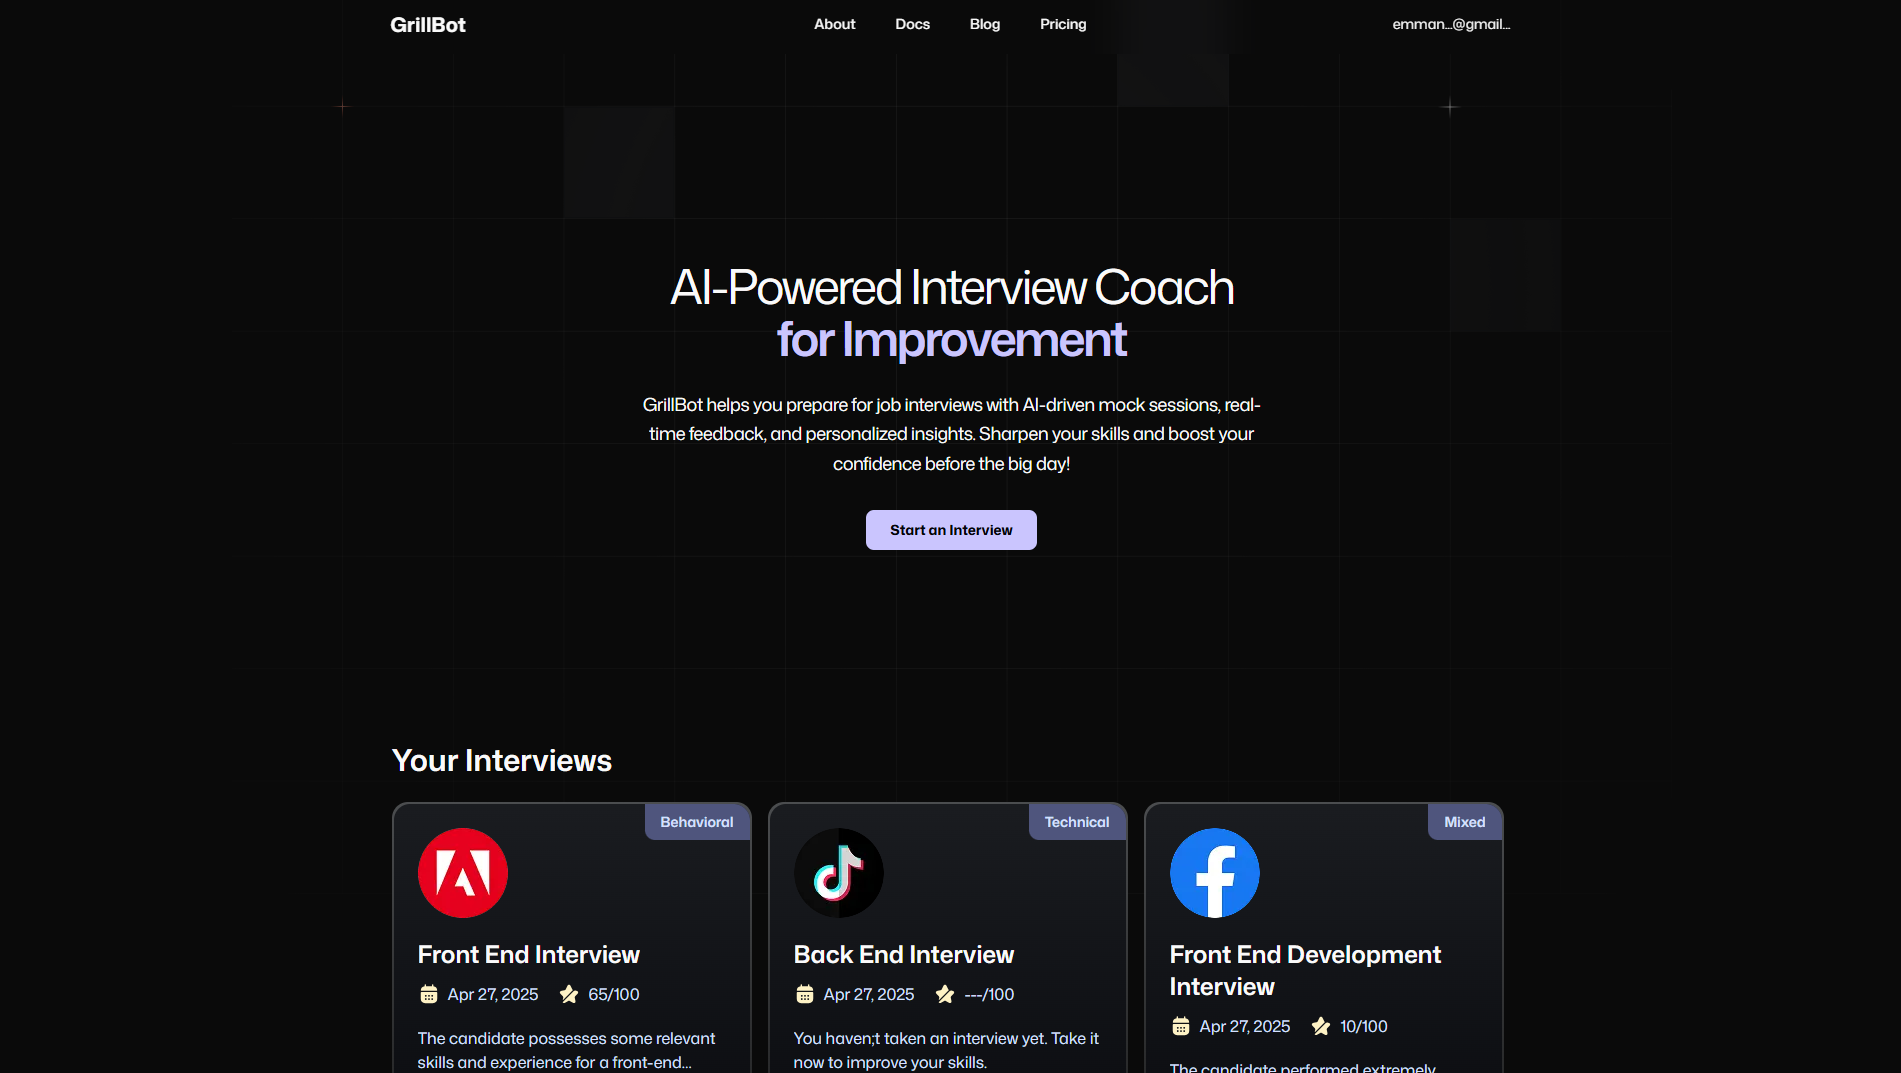 GrillBot
About
Docs
Blog
Pricing
emman...@gmail...
AI-Powered Interview Coach
for Improvement
GrillBot helps you prepare for job interviews with AI-driven mock sessions, real-
time feedback, and personalized insights. Sharpen your skills and boost your
confidence before the big day!
Start an Interview
Your Interviews
Behavioral
Front End Interview
Apr 27, 2025
65/100
The candidate possesses some relevant
skills and experience for a front-end...
Technical
Back End Interview
Apr 27, 2025
---/100
You haven;t taken an interview yet. Take it
now to improve your skills.
Mixed
Front End Development
Interview
Apr 27, 2025
10/100
The candidate performed extremely